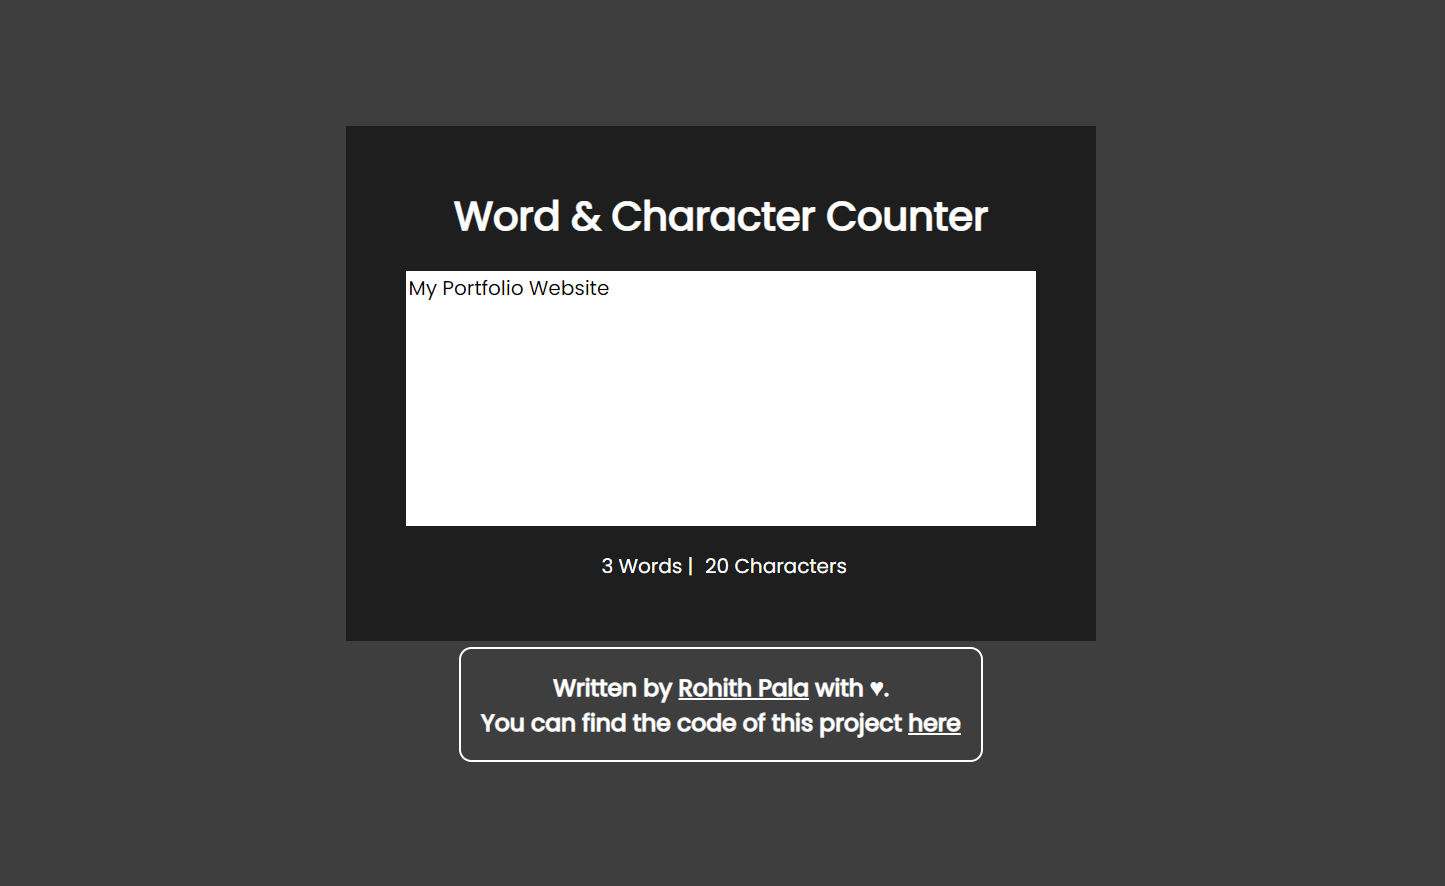 Word & Character Counter
My Portfolio Website
3 Words | 20 Characters
Written by Rohith Pala with ♥.
You can find the code of this project here